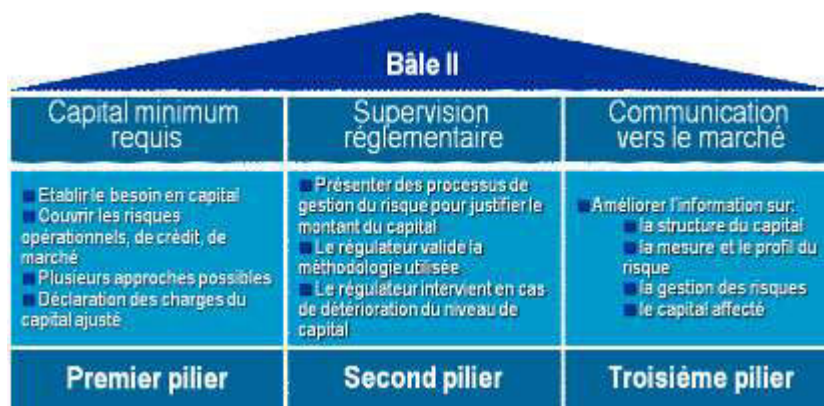 Bâle II
Capital minimum
requis
Supervision
réglementaire
Communication
vers le marché
Etablir le besoin en capital
Couvrir les risques
opérationnels, de crédit, de
marché
Plusieurs approches possibles
Déclaration des charges du
capital ajusté
Présenter des processus de
gestion du risque pour justifier le
montant du capital
Le régulateur valide la
méthodologie utilisée
Le régulateur intervient en cas
de détérioration du niveau de
capital
Améliorer l'information sur:
la structure du capital
la mesure et le profil du
risque
la gestion des risques
le capital affecté
Premier pilier
Second pilier
Troisième pilier